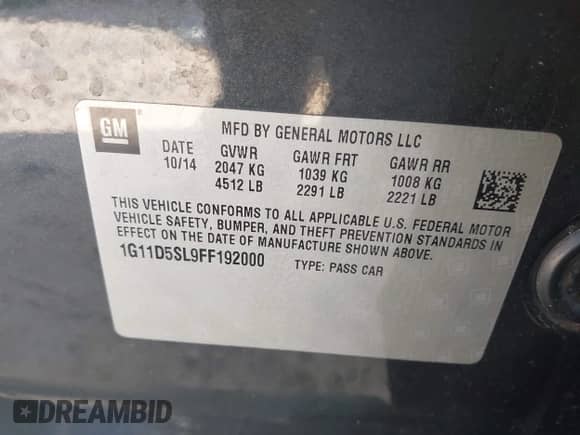 GM
MFD BY GENERAL MOTORS LLC
DATE GVWR GAWR FRT GAWR RR
10/14 2047 KG 1039 KG 1008 KG
4512 LB 2291 LB 2221 LB
THIS VEHICLE CONFORMS TO ALL APPLICABLE U.S. FEDERAL MOTOR
VEHICLE SAFETY, BUMPER, AND THEFT PREVENTION STANDARDS IN
EFFECT ON THE DATE OF MANUFACTURE SHOWN ABOVE.
1G11D5SL9FF192000 TYPE: PASS CAR
DREAMBID